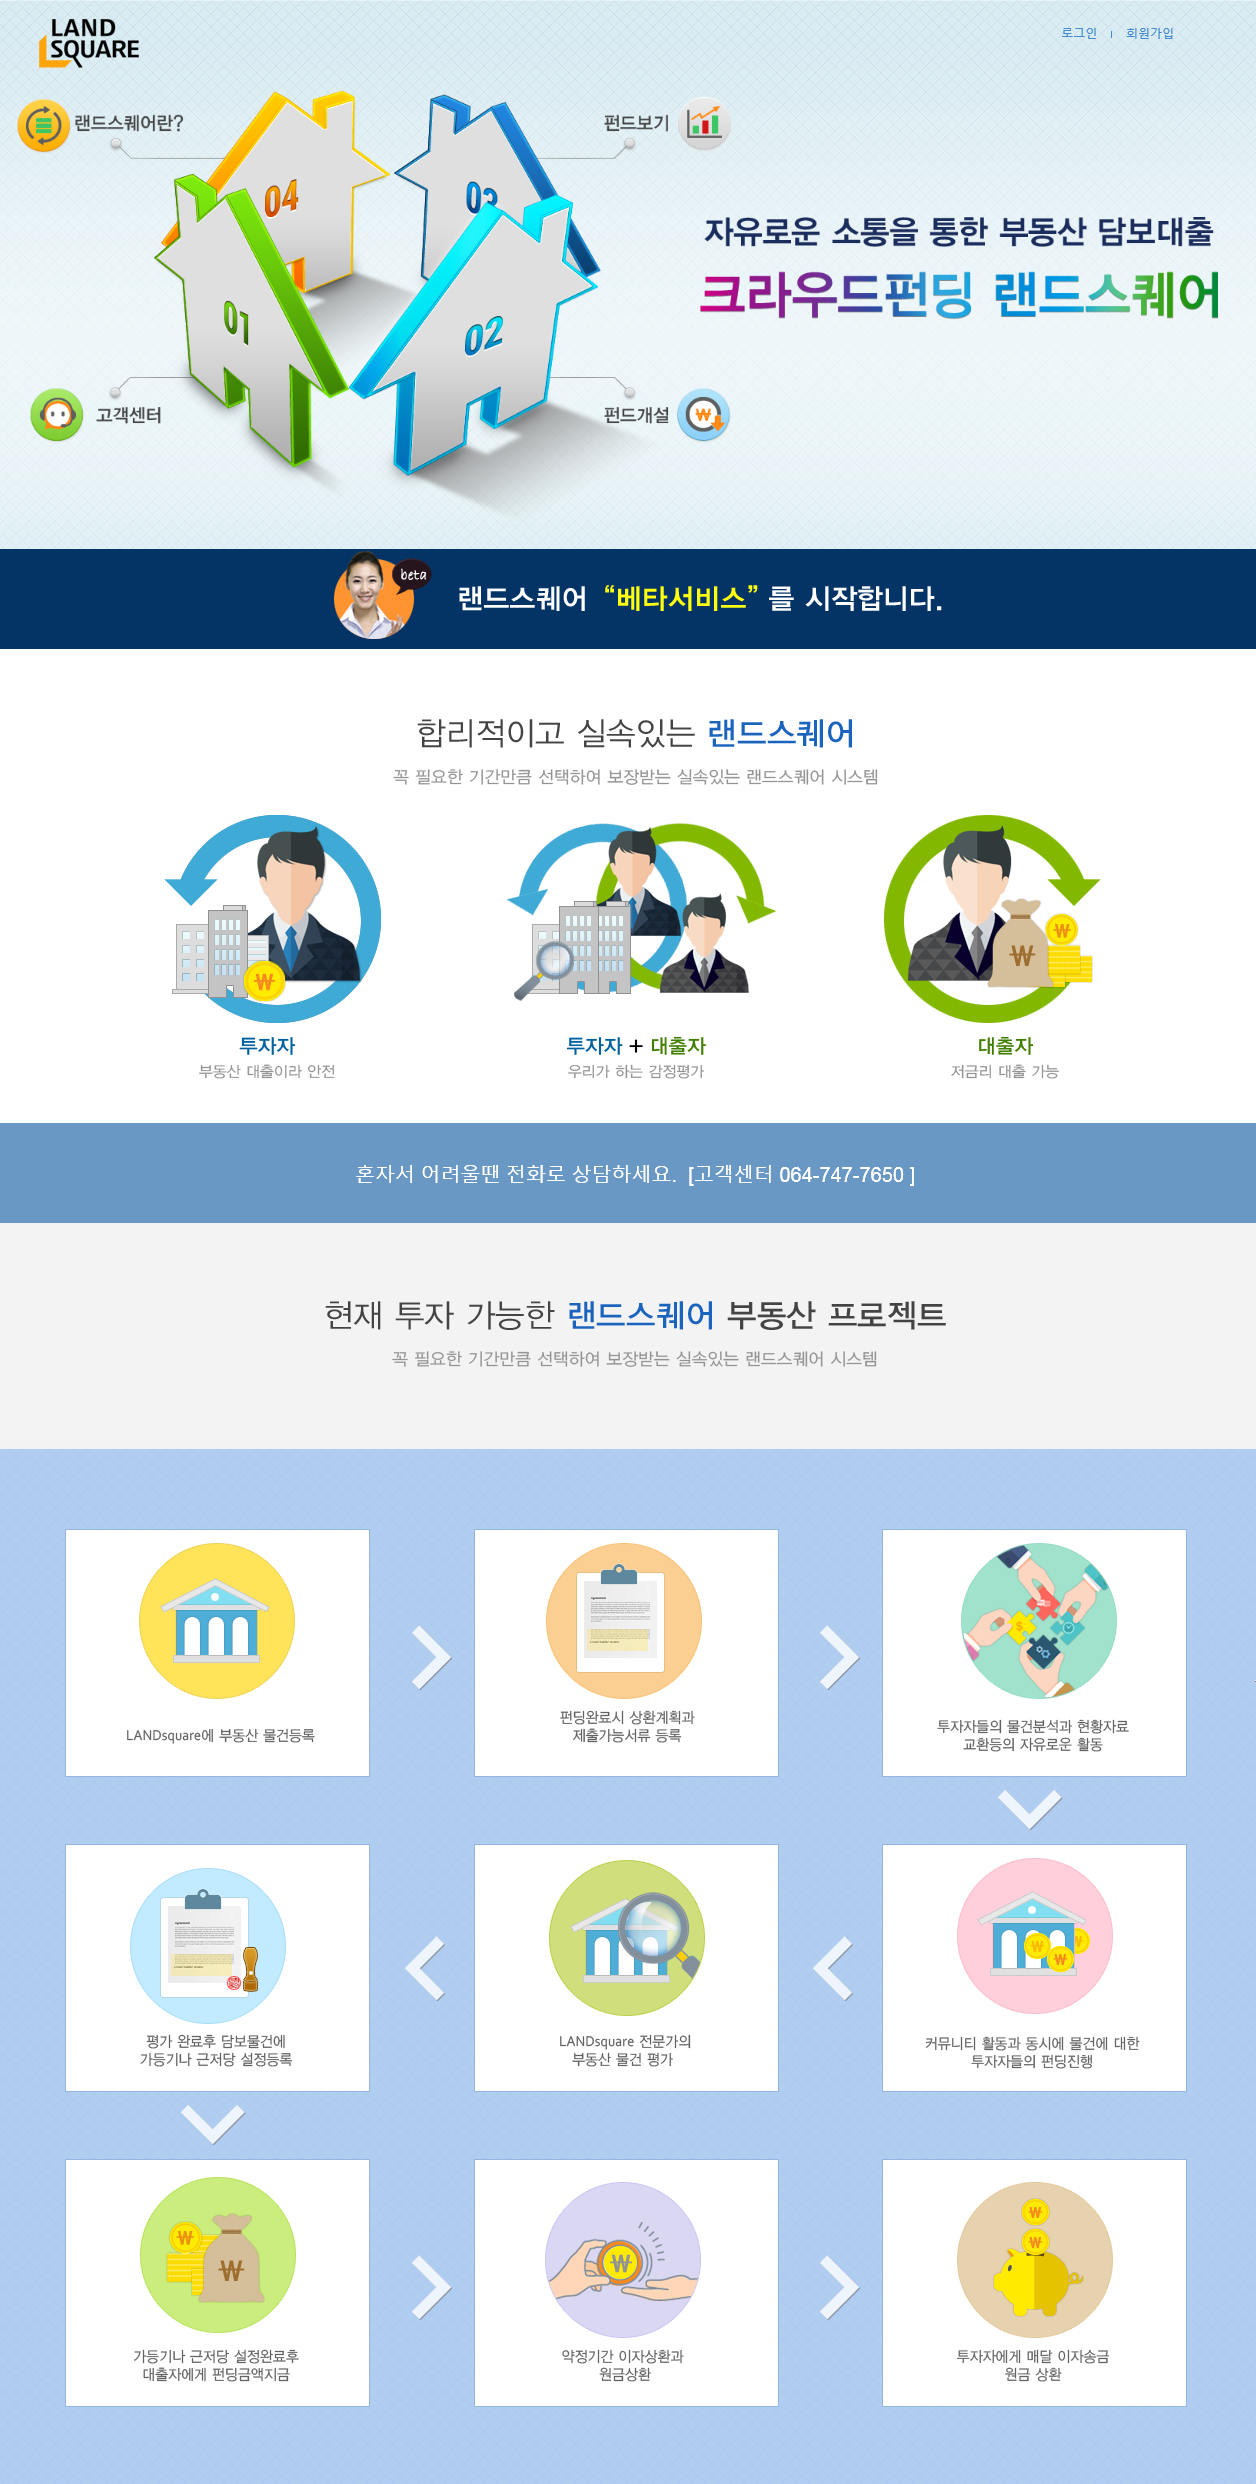 LAND
SQUARE
로그인
회원가입
랜드스퀘어란?
펀드보기
04
03
01
02
자유로운 소통을 통한 부동산 담보대출
크라우드펀딩 랜드스퀘어
고객센터
펀드개설
beta
랜드스퀘어 “베타서비스” 를 시작합니다.
합리적이고 실속있는 랜드스퀘어
꼭 필요한 기간만큼 선택하여 보장받는 실속있는 랜드스퀘어 시스템
투자자
투자자 + 대출자
대출자
부동산 대출이라 안전
우리가 하는 감정평가
저금리 대출 가능
혼자서 어려울땐 전화로 상담하세요. [고객센터 064-747-7650 ]
현재 투자 가능한 랜드스퀘어 부동산 프로젝트
꼭 필요한 기간만큼 선택하여 보장받는 실속있는 랜드스퀘어 시스템
LANDsquare에 부동산 물건등록
펀딩완료시 상환계획과
제출가능서류 등록
투자자들의 물건분석과 현황자료
교환등의 자유로운 활동
평가 완료후 담보물건에
가등기나 근저당 설정등록
LANDsquare 전문가의
부동산 물건 평가
커뮤니티 활동과 동시에 물건에 대한
투자자들의 펀딩진행
가등기나 근저당 설정완료후
대출자에게 펀딩금액지금
약정기간 이자상환과
원금상환
투자자에게 매달 이자송금
원금 상환